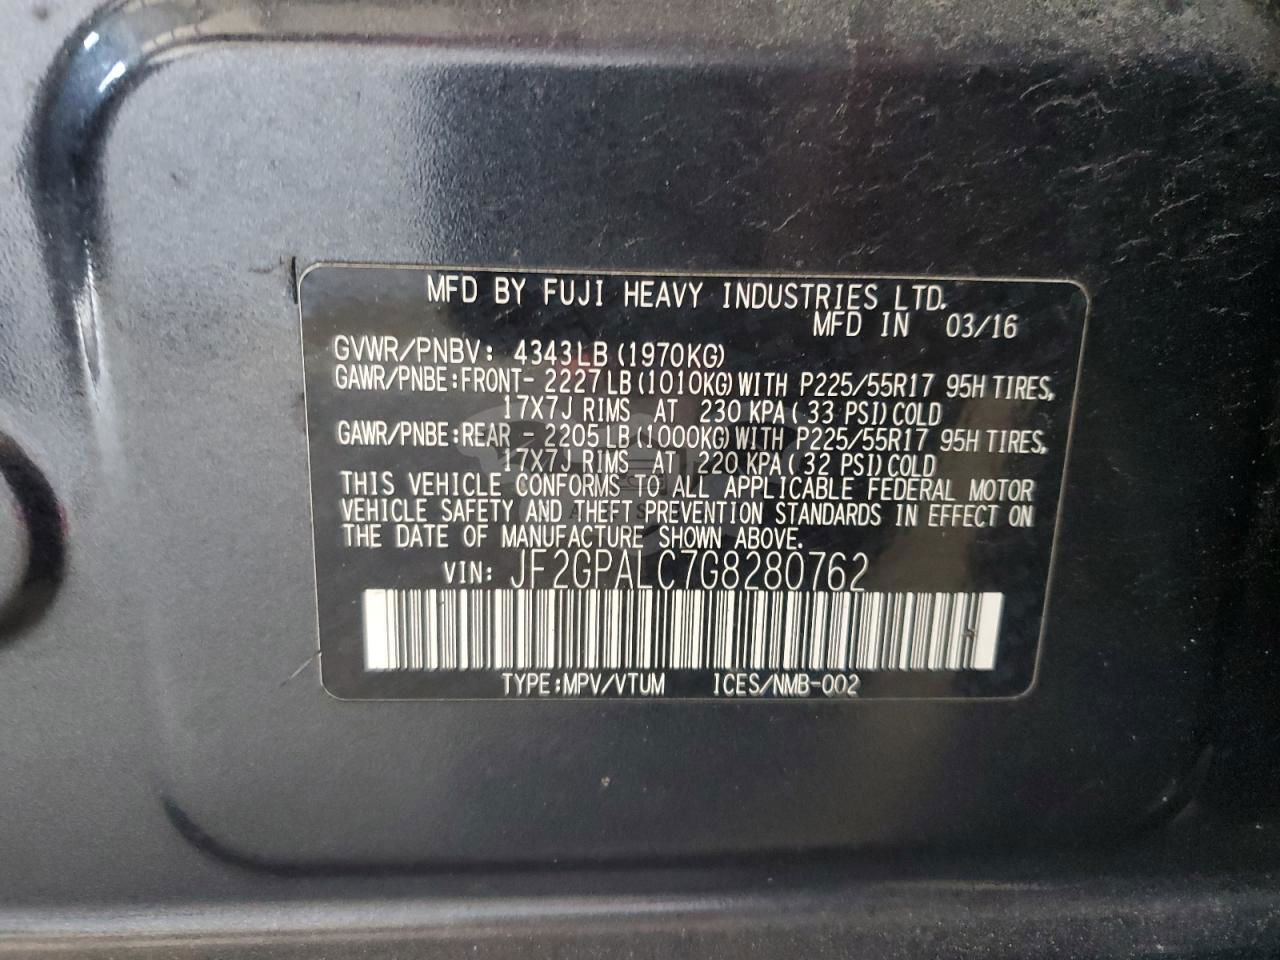 MFD BY FUJI HEAVY INDUSTRIES LTD.
MFD IN 03/16
GVWR/PNBV: 4343LB(1970KG)
GAWR/PNBE:FRONT- 2227LB(1010KG)WITH P225/55R17 95H TIRES,
17X7J RIMS AT 230 KPA(33 PSI)COLD
GAWR/PNBE:REAR - 2205LB(1000KG)WITH P225/55R17 95H TIRES,
17X7J RIMS AT 220 KPA(32 PSI)COLD
THIS VEHICLE CONFORMS TO ALL APPLICABLE FEDERAL MOTOR
VEHICLE SAFETY AND THEFT PREVENTION STANDARDS IN EFFECT ON
THE DATE OF MANUFACTURE SHOWN ABOVE.
VIN: JF2GPALC7G8280762
TYPE:MPV/VTUM ICES/NMB-002